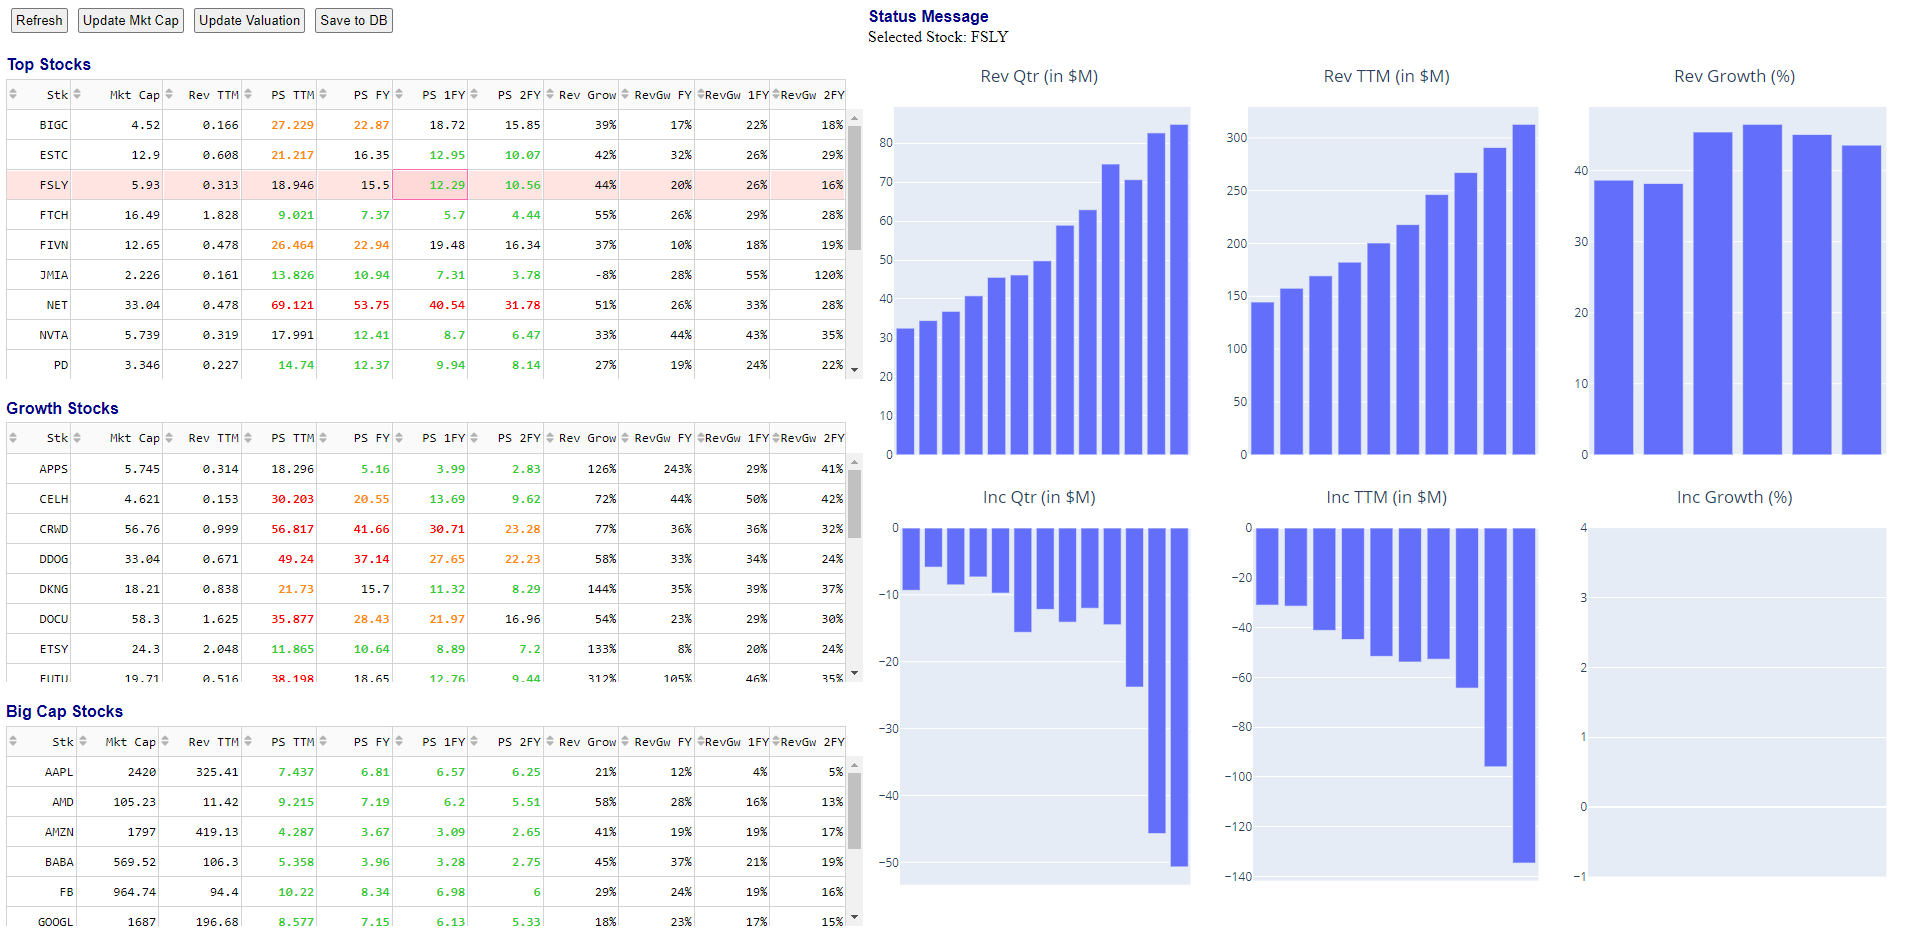 Refresh Update Mkt Cap Update Valuation Save to DB
Top Stocks
Stk Mkt Cap Rev TTM PS TTM PS FY PS 1FY PS 2FY Rev Grow RevGw FY RevGw 1FY RevGw 2FY
BIGC 4.52 0.166 27.229 22.87 18.72 15.85 39% 17% 22% 18%
ESTC 12.9 0.608 21.217 16.35 12.95 10.07 42% 32% 26% 29%
FSLY 5.93 0.313 18.946 15.5 12.29 10.56 44% 20% 26% 16%
FTCH 16.49 1.828 9.021 7.37 5.7 4.44 55% 26% 29% 28%
FIVN 12.65 0.478 26.464 22.94 19.48 16.34 37% 10% 18% 19%
JMIA 2.226 0.161 13.826 10.94 7.31 3.78 -8% 28% 55% 120%
NET 33.04 0.478 69.121 53.75 40.54 31.78 51% 26% 33% 28%
NVTA 5.739 0.319 17.991 12.41 8.7 6.47 33% 44% 43% 35%
PD 3.346 0.227 14.74 12.37 9.94 8.14 27% 19% 24% 22%
Growth Stocks
Stk Mkt Cap Rev TTM PS TTM PS FY PS 1FY PS 2FY Rev Grow RevGw FY RevGw 1FY RevGw 2FY
APPS 5.745 0.314 18.296 5.16 3.99 2.83 126% 243% 29% 41%
CELH 4.621 0.153 30.203 20.55 13.69 9.62 72% 44% 50% 42%
CRWD 56.76 0.999 56.817 41.66 30.71 23.28 77% 36% 36% 32%
DDOG 33.04 0.671 49.24 37.14 27.65 22.23 58% 33% 34% 24%
DKNG 18.21 0.838 21.73 15.7 11.32 8.29 144% 35% 39% 37%
DOCU 58.3 1.625 35.877 28.43 21.97 16.96 54% 23% 29% 30%
ETSY 24.3 2.048 11.865 10.64 8.89 7.2 133% 8% 20% 24%
FUTU 19.71 0.516 38.198 18.65 12.76 9.44 312% 105% 46% 35%
Big Cap Stocks
Stk Mkt Cap Rev TTM PS TTM PS FY PS 1FY PS 2FY Rev Grow RevGw FY RevGw 1FY RevGw 2FY
AAPL 2420 325.41 7.437 6.81 6.57 6.25 21% 12% 4% 5%
AMD 105.23 11.42 9.215 7.19 6.2 5.51 58% 28% 16% 13%
AMZN 1797 419.13 4.287 3.67 3.09 2.65 41% 19% 19% 17%
BABA 569.52 106.3 5.358 3.96 3.28 2.75 45% 37% 21% 19%
FB 964.74 94.4 10.22 8.34 6.98 6 29% 24% 19% 16%
GOOGL 1687 196.68 8.577 7.15 6.13 5.33 18% 23% 17% 15%
Status Message
Selected Stock: FSLY
Rev Qtr (in $M)
80
70
60
50
40
30
20
10
0
Rev TTM (in $M)
300
250
200
150
100
50
0
Rev Growth (%)
40
30
20
10
0
Inc Qtr (in $M)
0
−10
−20
−30
−40
−50
Inc TTM (in $M)
0
−20
−40
−60
−80
−100
−120
−140
Inc Growth (%)
4
3
2
1
0
−1